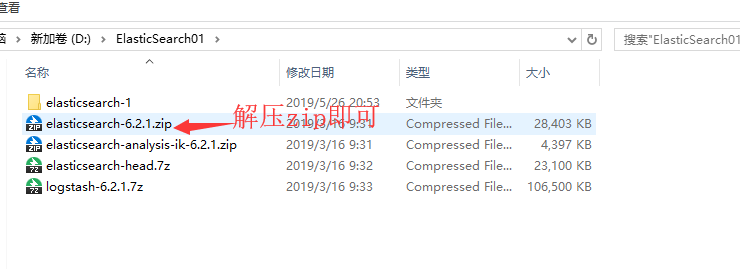 查看
脑 新加卷 (D:) ElasticSearch01 搜索"ElasticSearch01
名称 修改日期 类型 大小
elasticsearch-1 2019/5/26 20:53 文件夹
解压zip即可
elasticsearch-6.2.1.zip 2019/3/16 9:31 Compressed File... 28,403 KB
elasticsearch-analysis-ik-6.2.1.zip 2019/3/16 9:31 Compressed File... 4,397 KB
elasticsearch-head.7z 2019/3/16 9:32 Compressed File... 23,100 KB
logstash-6.2.1.7z 2019/3/16 9:33 Compressed File... 106,500 KB